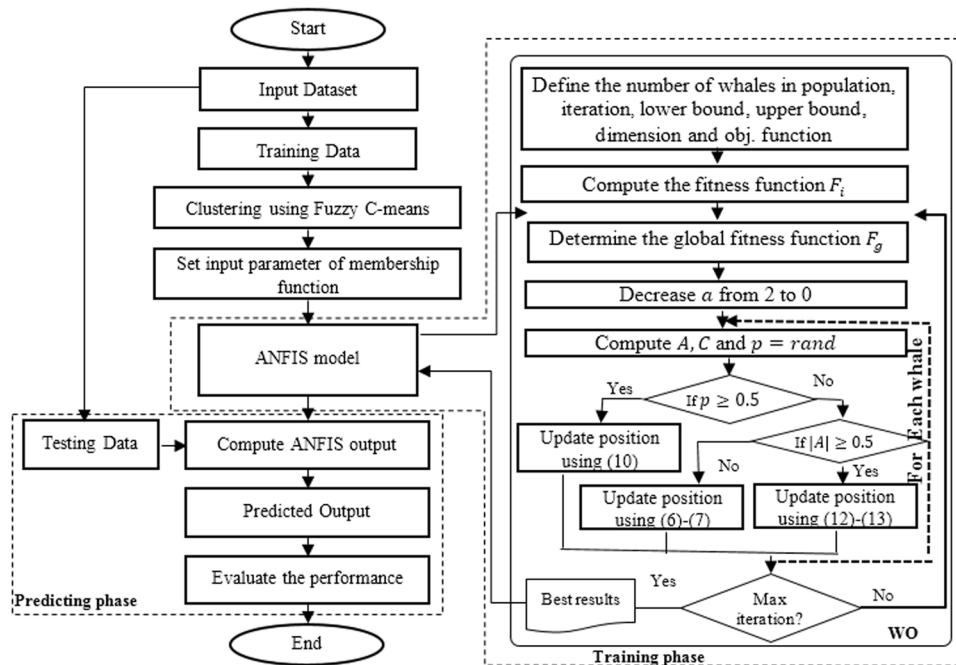 Start
Input Dataset
Training Data
Clustering using Fuzzy C-means
Set input parameter of membership
function
ANFIS model
Testing Data
Compute ANFIS output
Predicted Output
Evaluate the performance
Predicting phase
End
Define the number of whales in population,
iteration, lower bound, upper bound,
dimension and obj. function
Compute the fitness function F_i
Determine the global fitness function F_g
Decrease a from 2 to 0
Compute A, C and p = rand
For Each whale
Yes
No
If p ≥ 0.5
Update position
using (10)
If |A| ≥ 0.5
No
Yes
Update position
using (6)-(7)
Update position
using (12)-(13)
Best results
Yes
Max
iteration?
No
WO
Training phase